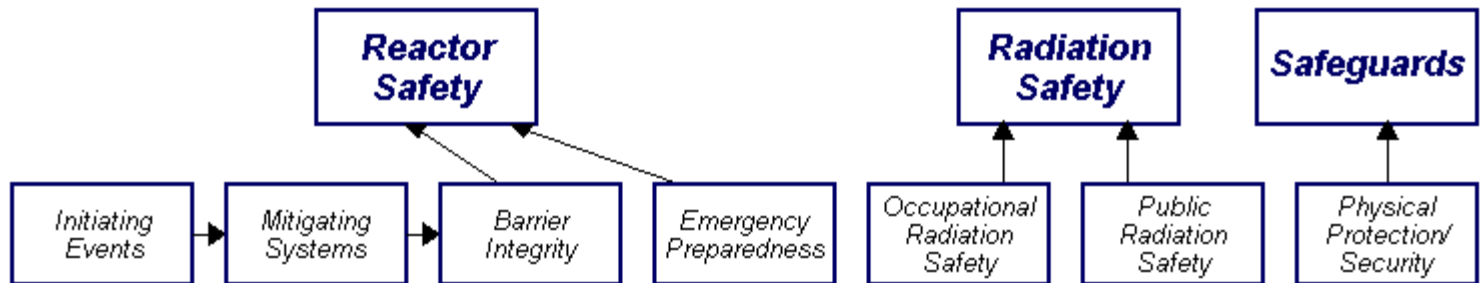 Reactor
Safety
Radiation
Safety
Safeguards
Initiating
Events
Mitigating
Systems
Barrier
Integrity
Emergency
Preparedness
Occupational
Radiation
Safety
Public
Radiation
Safety
Physical
Protection/
Security